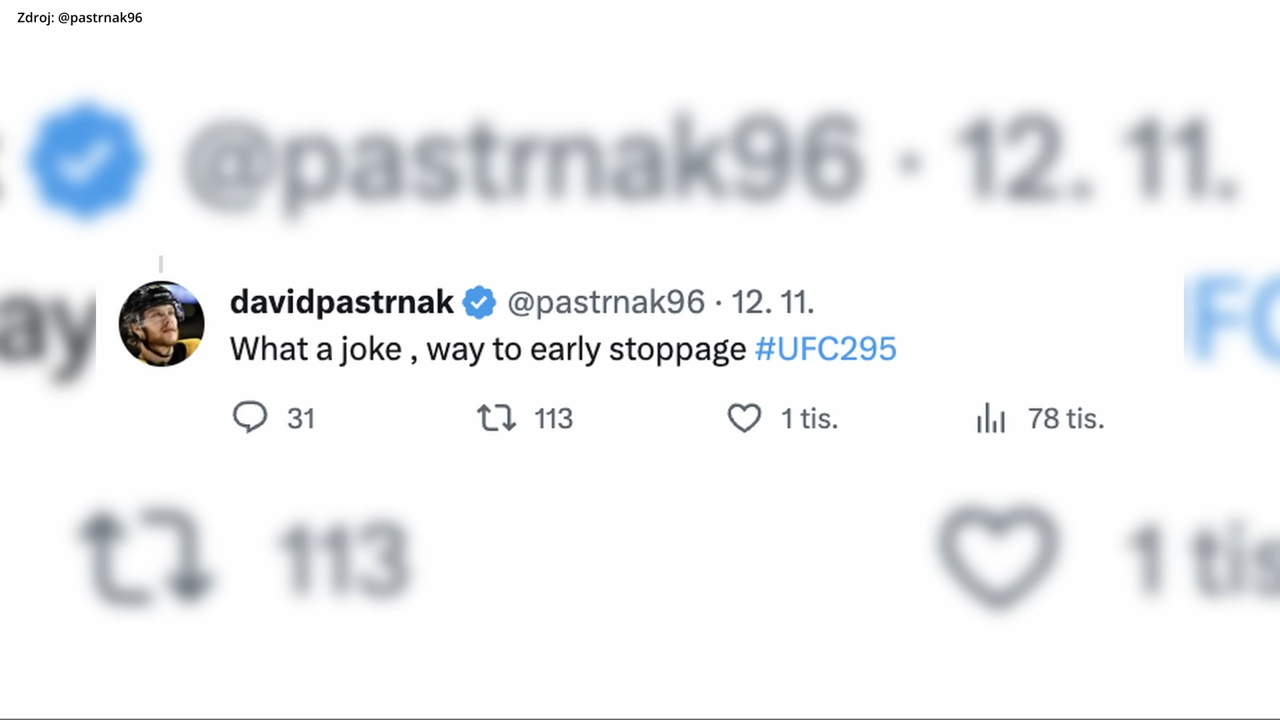 Zdroj: @pastrnak96
@pastrnak96 · 12. 11.
davidpastrnak @pastrnak96 · 12. 11.
What a joke , way to early stoppage #UFC295
31 113 1 tis. 78 tis.
113 1 tis